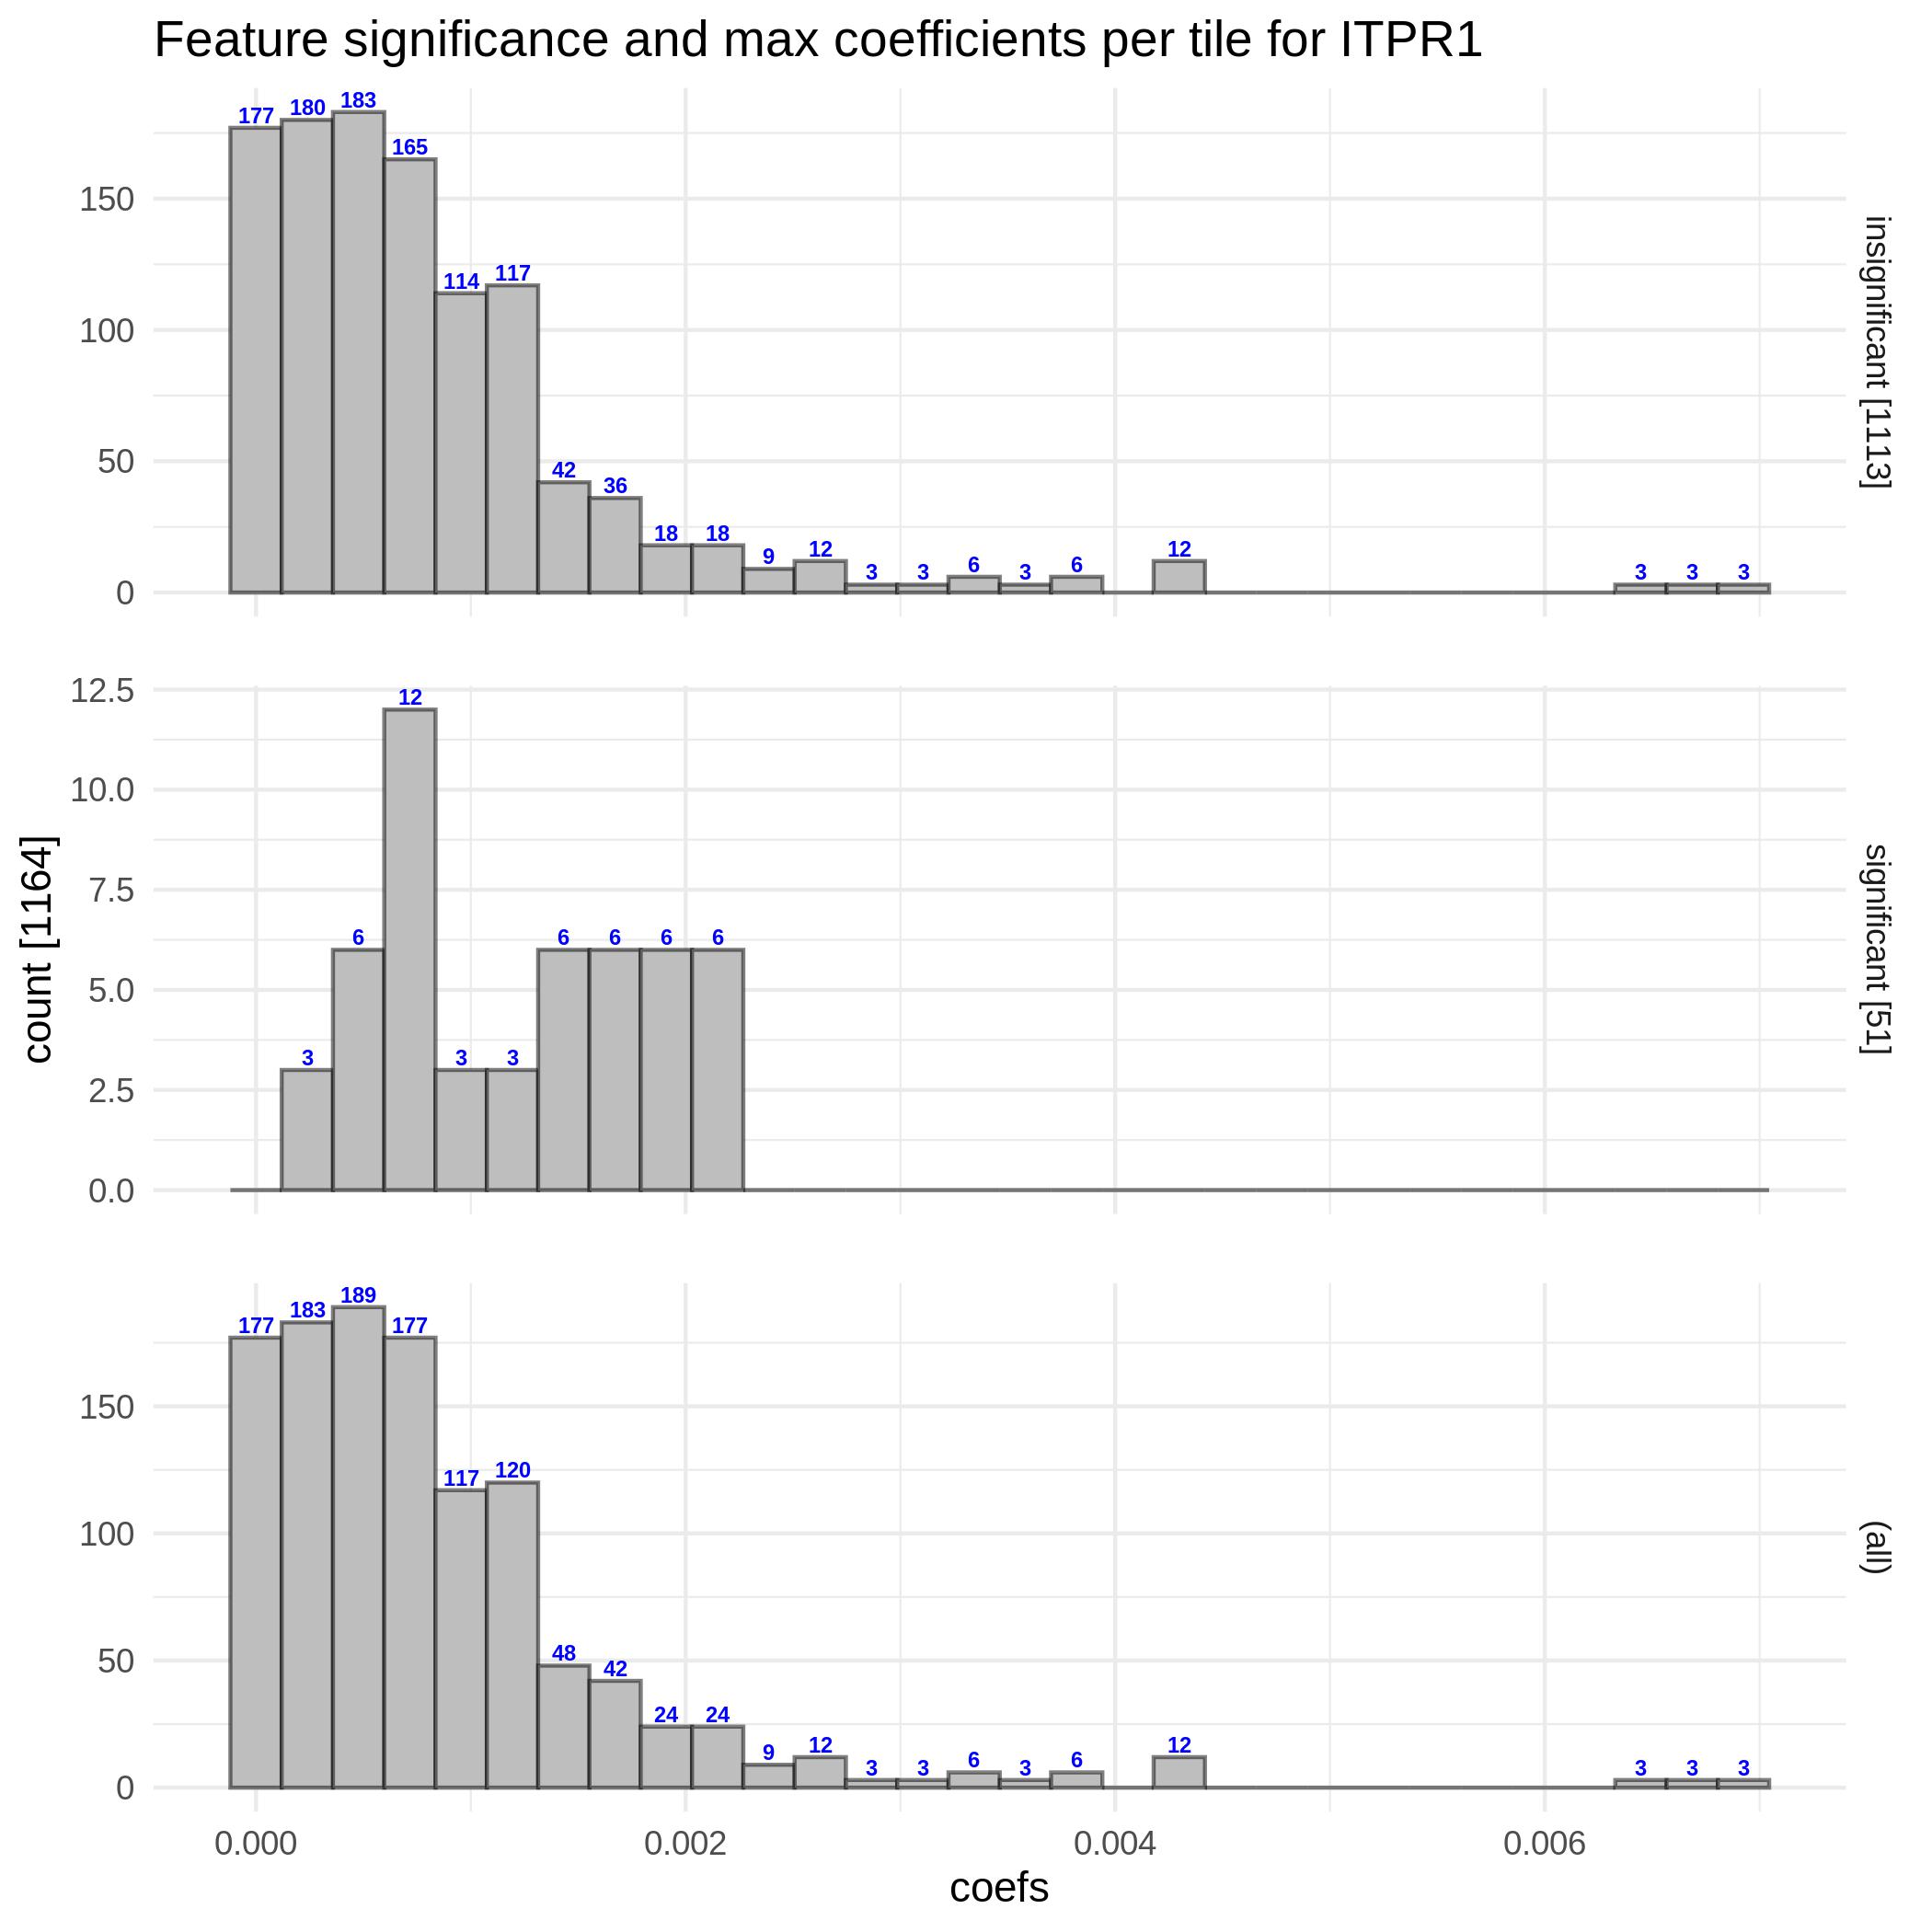 Feature significance and max coefficients per tile for ITPR1
177 180 183 165 114 117 42 36 18 18 9 12 3 3 6 3 6 12 3 3 3
150
100
50
0
insignificant [1113]
12 6 3 3 3 6 6 6 6
12.5
10.0
7.5
5.0
2.5
0.0
significant [51]
count [1164]
177 183 189 177 117 120 48 42 24 24 9 12 3 3 6 3 6 12 3 3 3
150
100
50
0
(all)
0.000 0.002 0.004 0.006
coefs